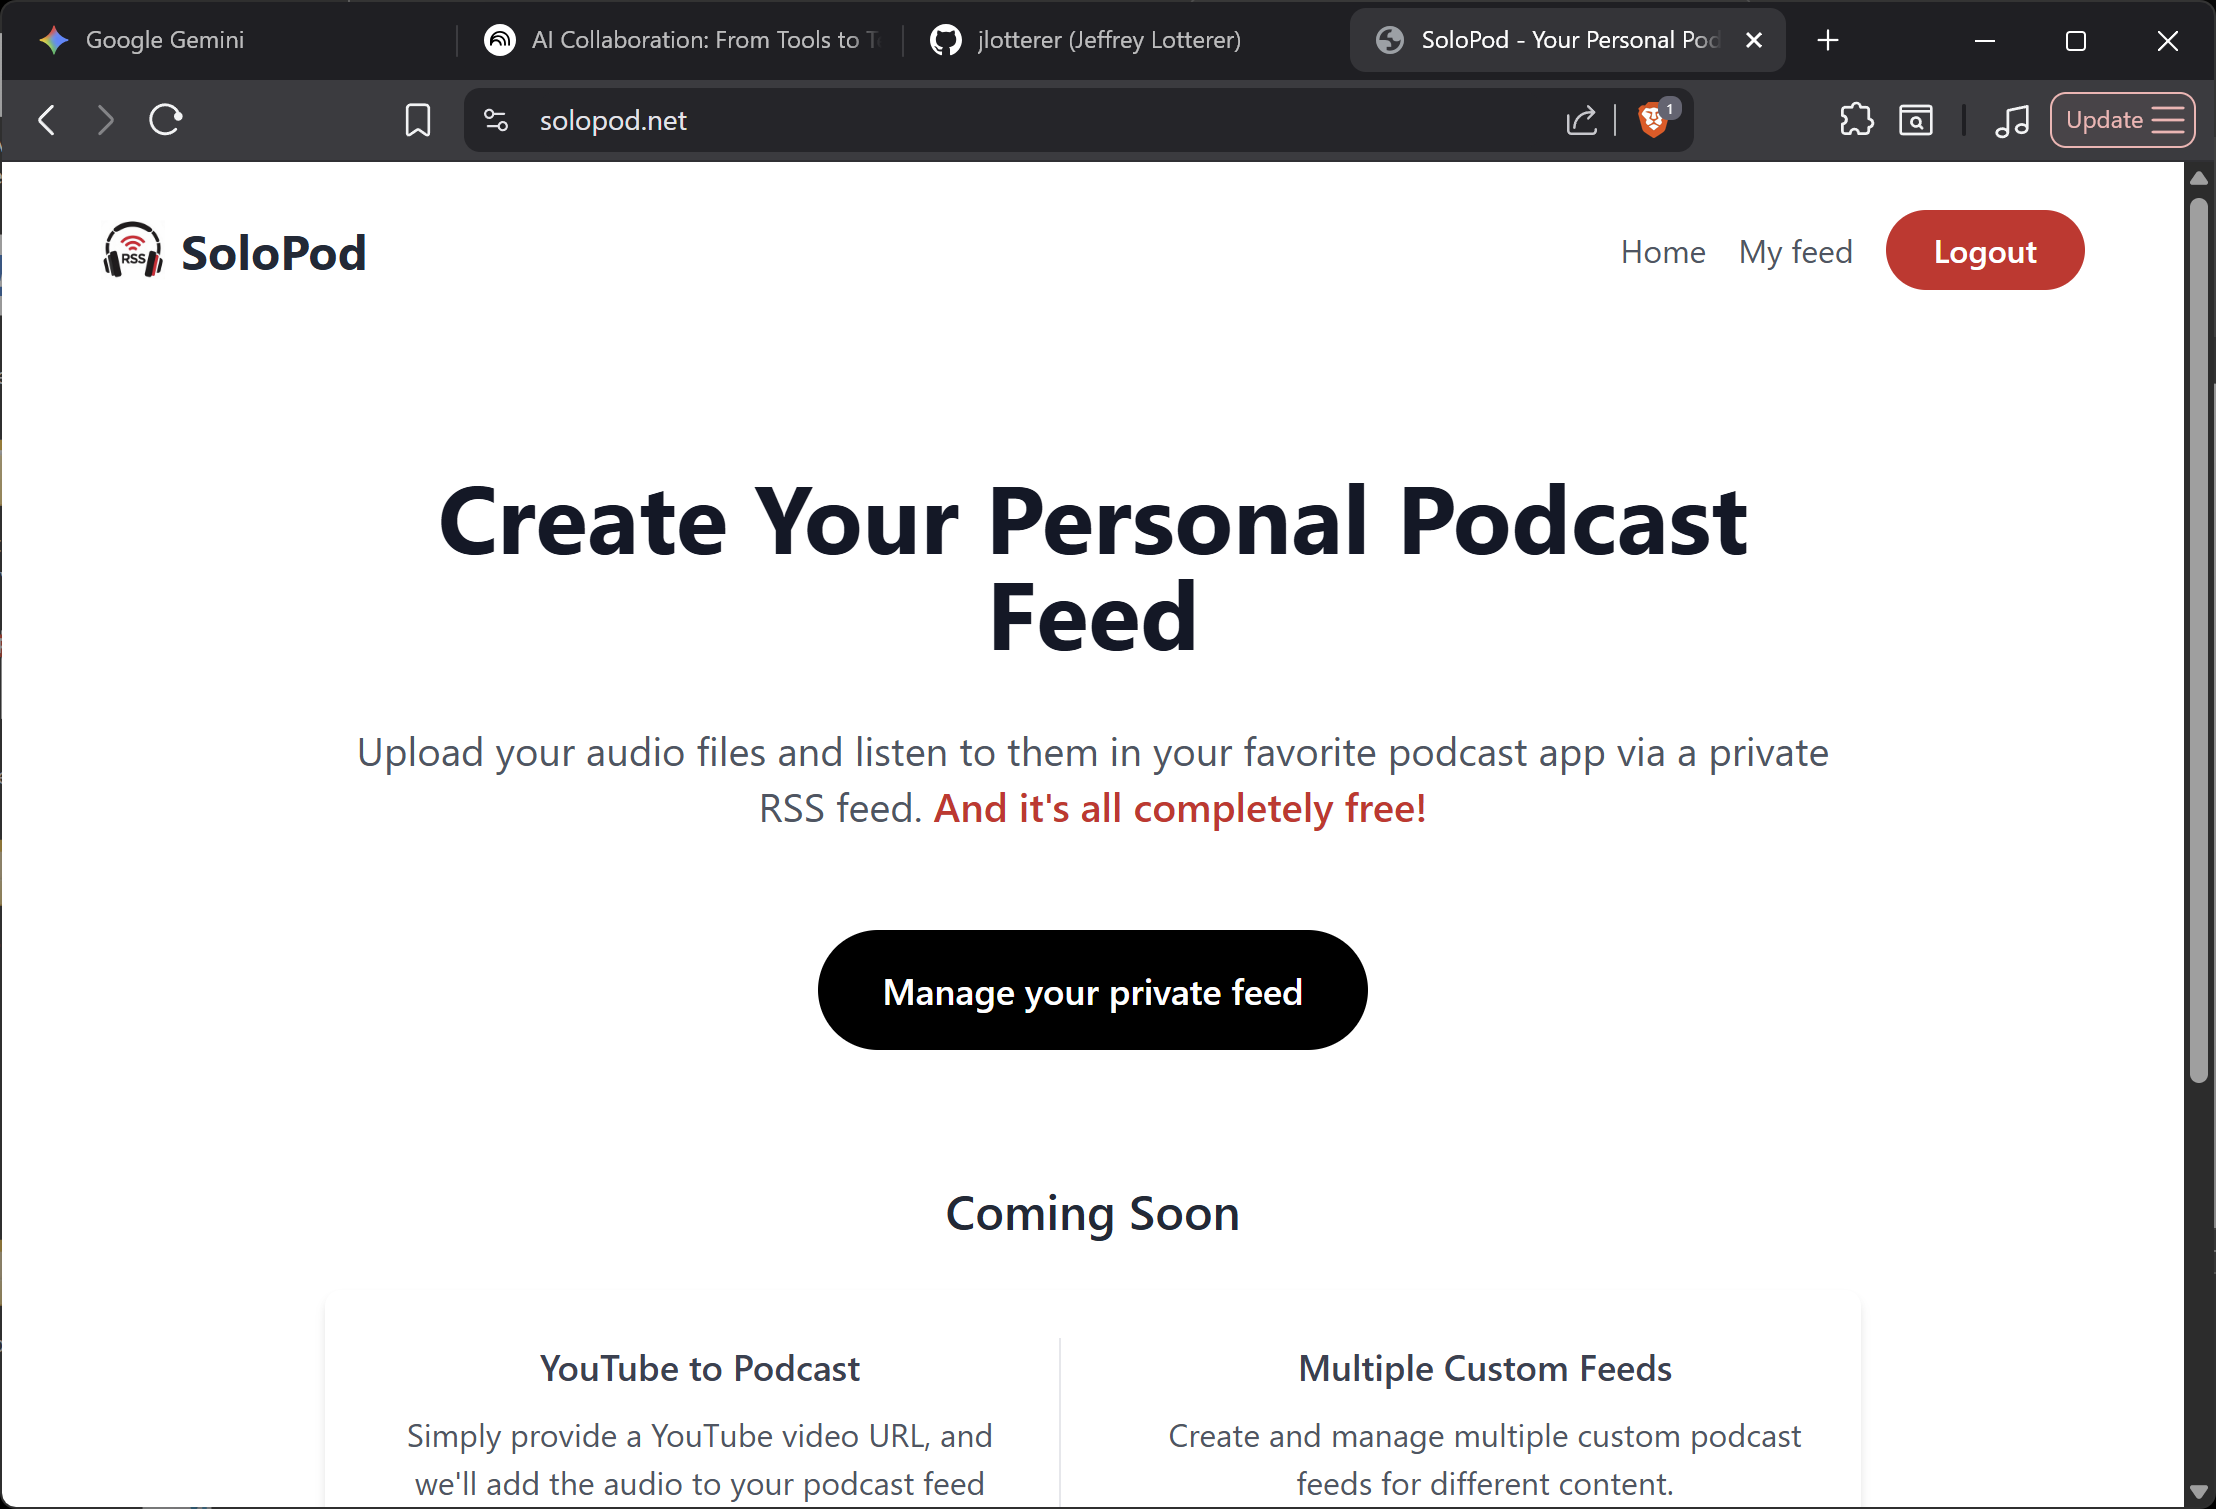 Google Gemini
AI Collaboration: From Tools to
jlotterer (Jeffrey Lotterer)
SoloPod - Your Personal Pod
solopod.net
1
Update
RSS
SoloPod
Home
My feed
Logout
Create Your Personal Podcast
Feed
Upload your audio files and listen to them in your favorite podcast app via a private
RSS feed. And it's all completely free!
Manage your private feed
Coming Soon
YouTube to Podcast
Simply provide a YouTube video URL, and
we'll add the audio to your podcast feed
Multiple Custom Feeds
Create and manage multiple custom podcast
feeds for different content.